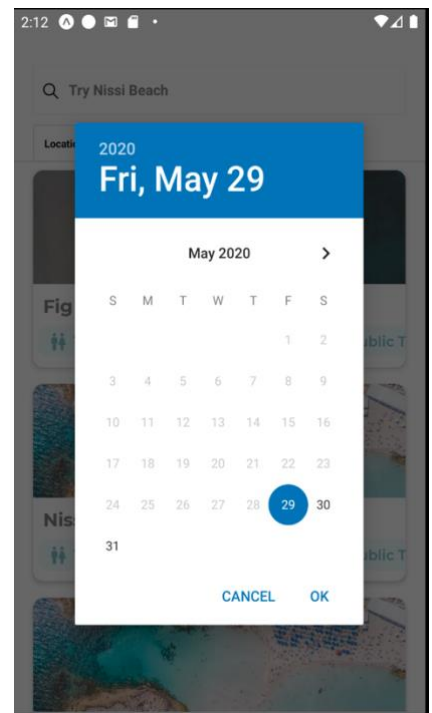 2:12
Try Nissi Beach
Locati
2020
Fri, May 29
May 2020
S M T W T F S
1 2
3 4 5 6 7 8 9
10 11 12 13 14 15 16
17 18 19 20 21 22 23
24 25 26 27 28 29 30
31
CANCEL OK
Fig
ublic T
Nis
ublic T